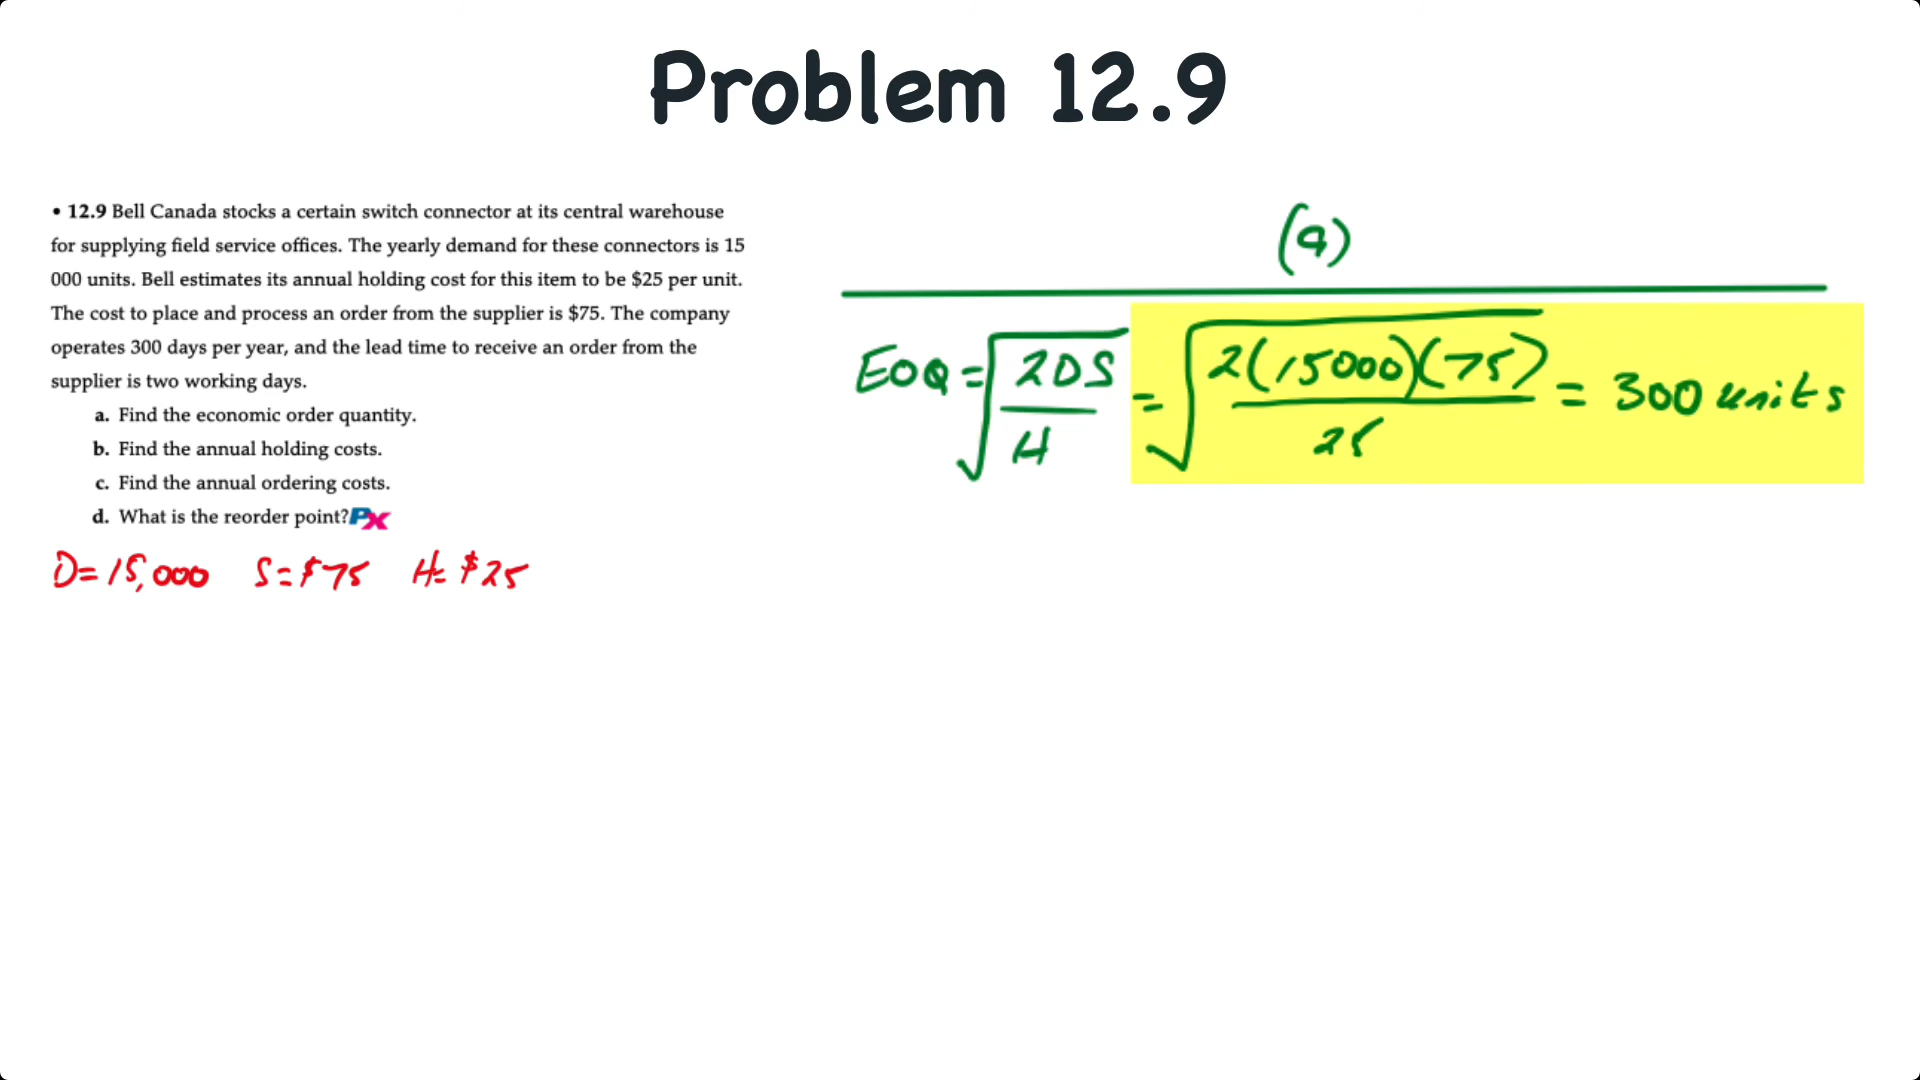 Problem 12.9
• 12.9 Bell Canada stocks a certain switch connector at its central warehouse
for supplying field service offices. The yearly demand for these connectors is 15
000 units. Bell estimates its annual holding cost for this item to be $25 per unit.
The cost to place and process an order from the supplier is $75. The company
operates 300 days per year, and the lead time to receive an order from the
supplier is two working days.
a. Find the economic order quantity.
b. Find the annual holding costs.
c. Find the annual ordering costs.
d. What is the reorder point?PX
D=15,000 S=$75 H=$25
(a)
EOQ = √(2DS/H) = √(2(15000)(75)/25) = 300 units